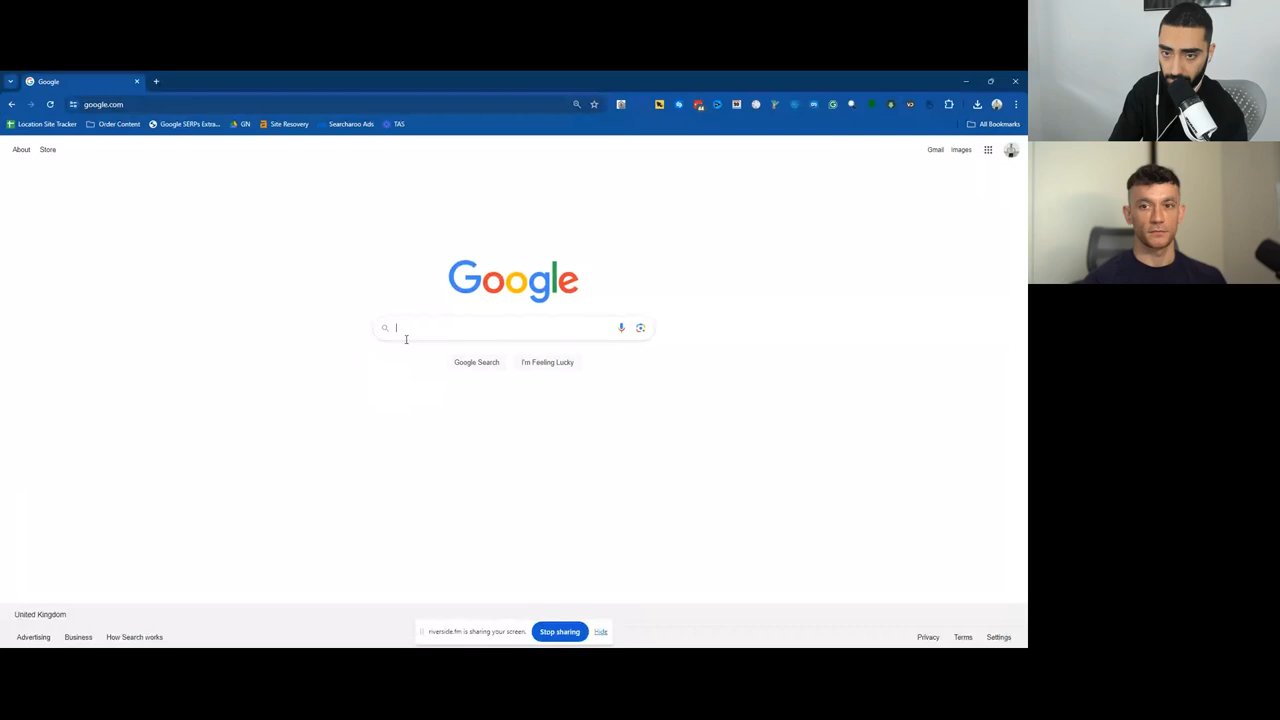 Google
google.com
Location Site Tracker Order Content Google SERPs Extra... GN Site Recovery Searcharoo Ads TAS All Bookmarks
About Store Gmail Images
Google
Google Search I'm Feeling Lucky
United Kingdom
riverside.fm is sharing your screen. Stop sharing Hide
Advertising Business How Search works Privacy Terms Settings